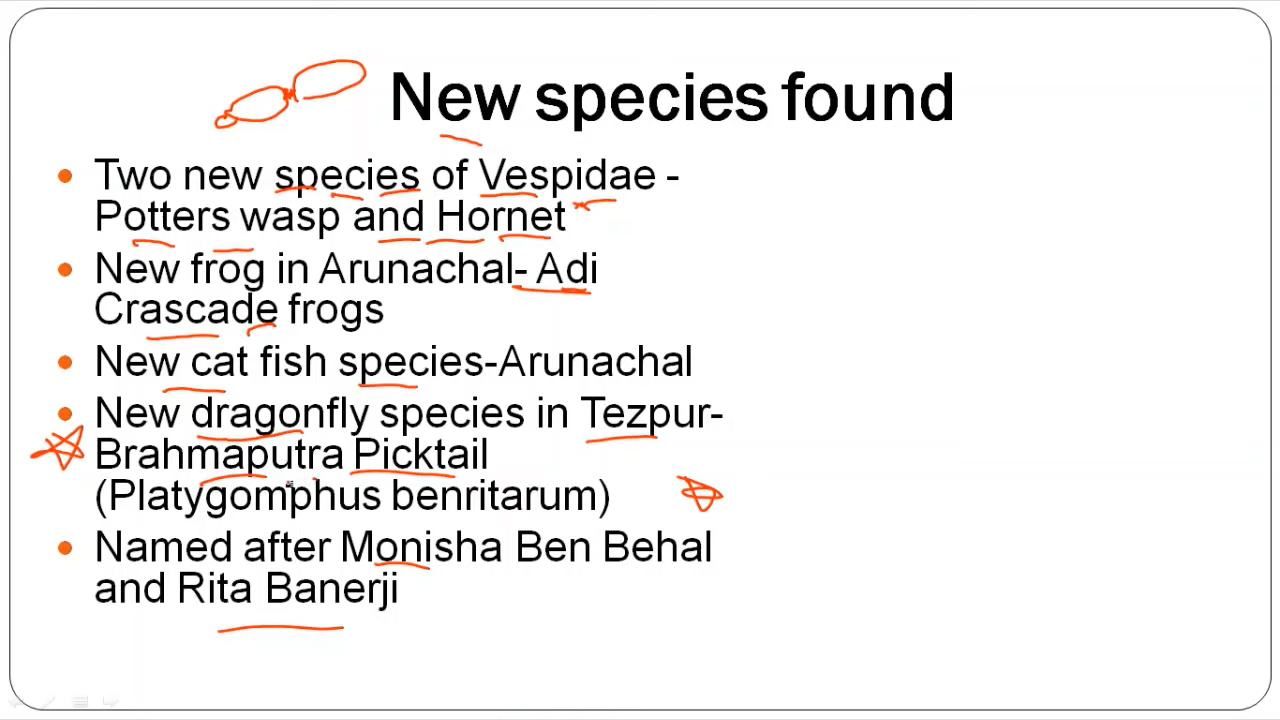 New species found
Two new species of Vespidae -
Potters wasp and Hornet
New frog in Arunachal- Adi
Crascade frogs
New cat fish species-Arunachal
New dragonfly species in Tezpur-
Brahmaputra Picktail
(Platygomphus benritarum)
Named after Monisha Ben Behal
and Rita Banerji